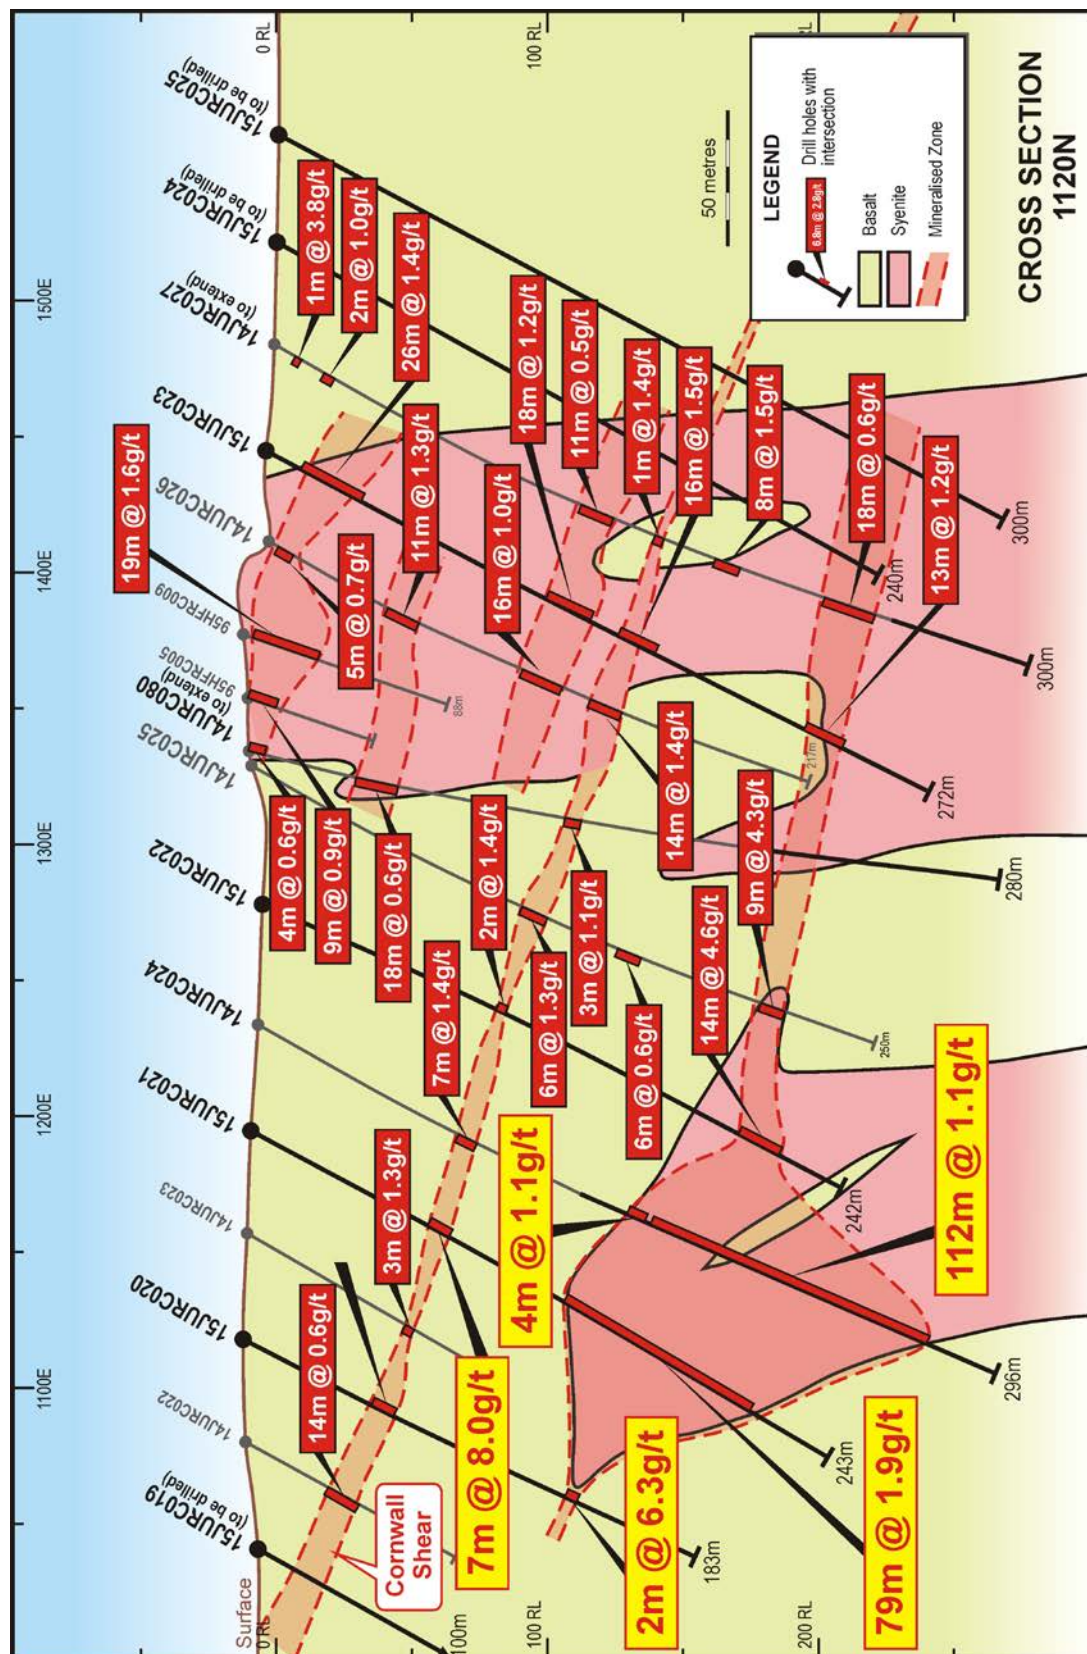 1100E
1200E
1300E
1400E
1500E
15JURC019
(to be drilled)
14JURC022
15JURC020
14JURC023
15JURC021
14JURC024
15JURC022
14JURC025
14JURC080
(to extend)
95HFRC005
95HFRC009
14JURC026
15JURC023
14JURC027
(to extend)
15JURC024
(to be drilled)
15JURC025
(to be drilled)
Surface
0 RL
0 RL
19m @ 1.6g/t
1m @ 3.8g/t
2m @ 1.0g/t
26m @ 1.4g/t
14m @ 0.6g/t
3m @ 1.3g/t
4m @ 0.6g/t
9m @ 0.9g/t
5m @ 0.7g/t
11m @ 1.3g/t
18m @ 0.6g/t
7m @ 1.4g/t
2m @ 1.4g/t
16m @ 1.0g/t
18m @ 1.2g/t
11m @ 0.5g/t
1m @ 1.4g/t
16m @ 1.5g/t
8m @ 1.5g/t
Cornwall
Shear
100m
88m
7m @ 8.0g/t
4m @ 1.1g/t
6m @ 1.3g/t
3m @ 1.1g/t
6m @ 0.6g/t
14m @ 1.4g/t
14m @ 4.6g/t
9m @ 4.3g/t
18m @ 0.6g/t
13m @ 1.2g/t
100 RL
100 RL
2m @ 6.3g/t
79m @ 1.9g/t
112m @ 1.1g/t
183m
243m
296m
242m
250m
280m
217m
272m
300m
240m
300m
200 RL
RL
50 metres
LEGEND
6.8m @ 2.8g/t
Drill holes with
intersection
Basalt
Syenite
Mineralised Zone
CROSS SECTION
1120N